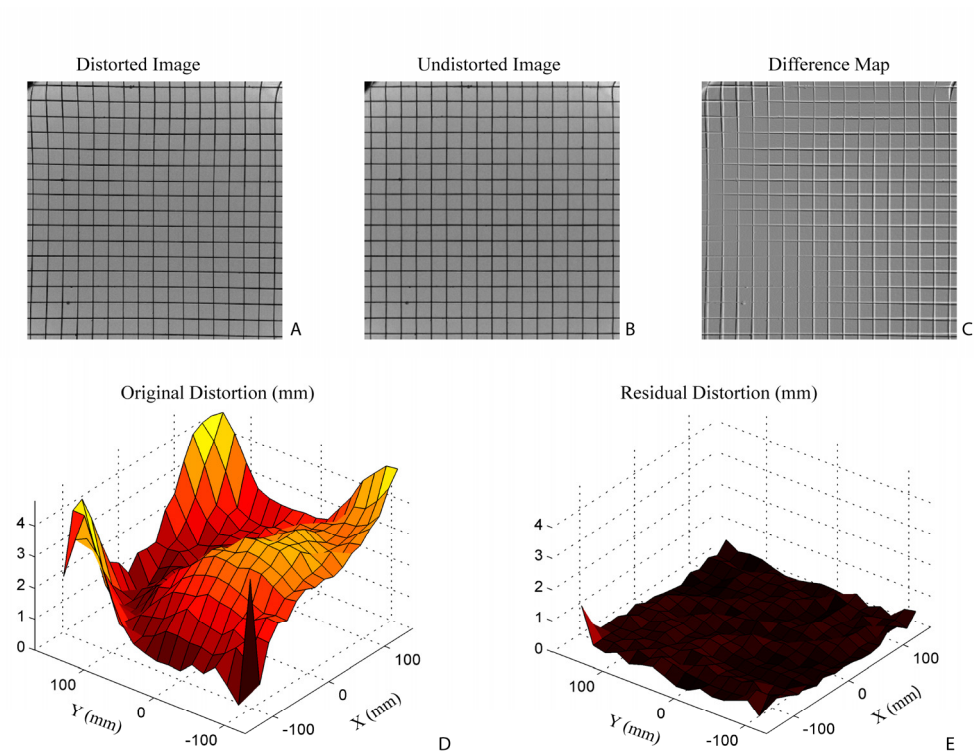 Distorted Image
Undistorted Image
Difference Map
A
B
C
Original Distortion (mm)
Residual Distortion (mm)
4
3
2
1
0
100
0
-100
Y (mm)
100
0
-100
X (mm)
D
4
3
2
1
0
100
0
-100
Y (mm)
100
0
-100
X (mm)
E